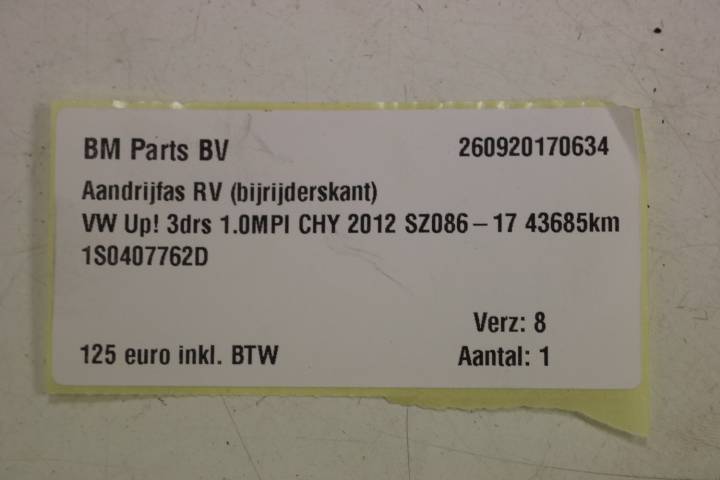 BM Parts BV 260920170634
Aandrijfas RV (bijrijderskant)
VW Up! 3drs 1.0MPI CHY 2012 SZ086 – 17 43685km
1S0407762D
Verz: 8
125 euro inkl. BTW Aantal: 1